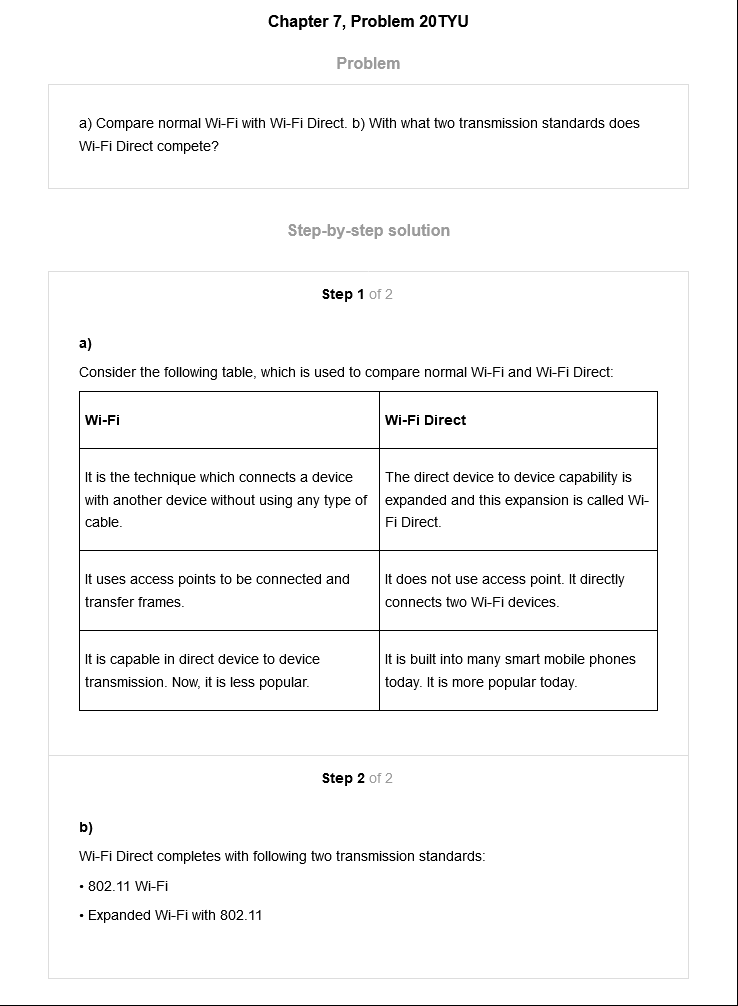 Chapter 7, Problem 20TYU
Problem
a) Compare normal Wi-Fi with Wi-Fi Direct. b) With what two transmission standards does
Wi-Fi Direct compete?
Step-by-step solution
Step 1 of 2
a)
Consider the following table, which is used to compare normal Wi-Fi and Wi-Fi Direct:
Wi-Fi
Wi-Fi Direct
It is the technique which connects a device
with another device without using any type of
cable.
The direct device to device capability is
expanded and this expansion is called Wi-
Fi Direct.
It uses access points to be connected and
transfer frames.
It does not use access point. It directly
connects two Wi-Fi devices.
It is capable in direct device to device
transmission. Now, it is less popular.
It is built into many smart mobile phones
today. It is more popular today.
Step 2 of 2
b)
Wi-Fi Direct completes with following two transmission standards:
• 802.11 Wi-Fi
• Expanded Wi-Fi with 802.11